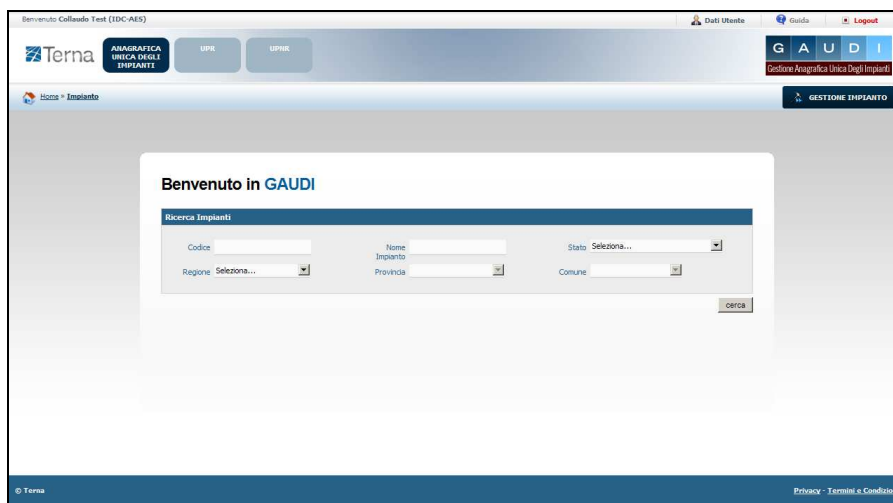 Benvenuto Collaudo Test (IDC-AES) Dati Utente Guida Logout
Terna ANAGRAFICA UNICA DEGLI IMPIANTI UPR UPNR G A U D I
Gestione Anagrafica Unica Degli Impianti
Home » Impianto GESTIONE IMPIANTO
Benvenuto in GAUDI
Ricerca Impianti
Codice Nome Impianto Stato Seleziona...
Regione Seleziona... Provincia Comune
cerca
© Terna Privacy - Termini e Condizio